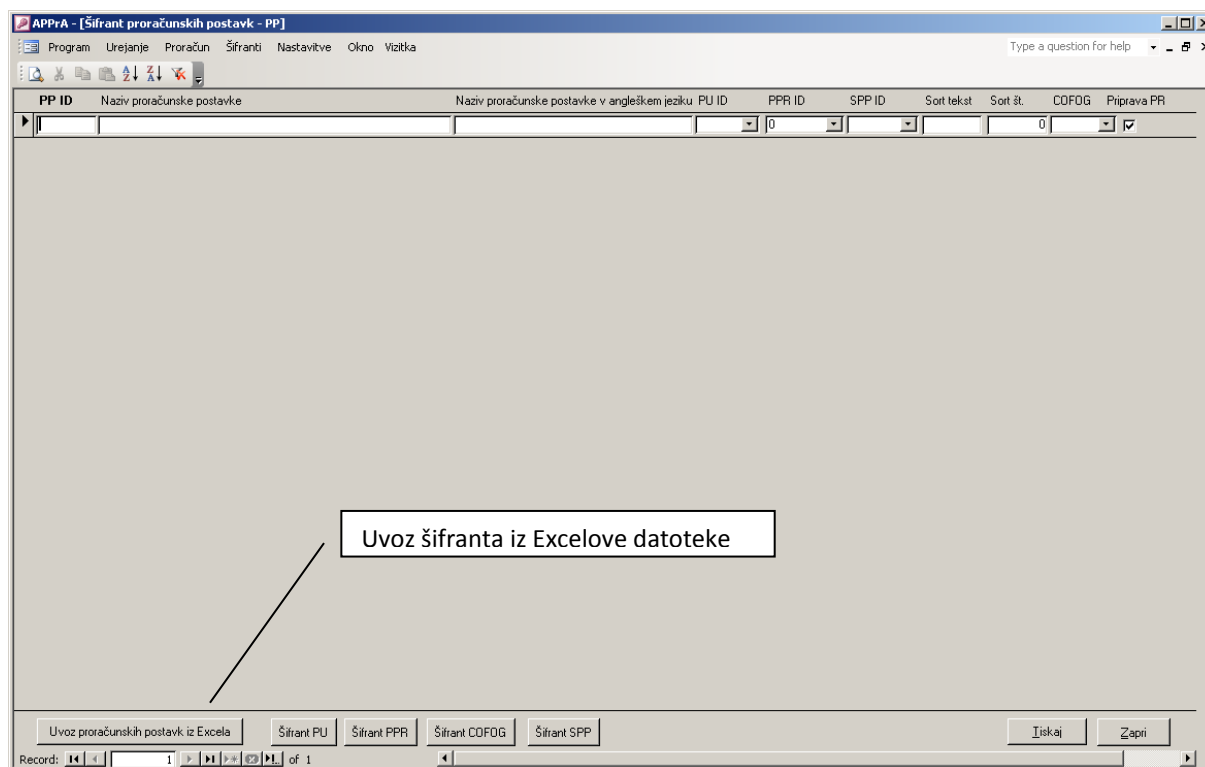 APPrA - [Šifrant proračunskih postavk - PP]
Program Urejanje Proračun Šifranti Nastavitve Okno Vizitka Type a question for help
PP ID Naziv proračunske postavke Naziv proračunske postavke v angleškem jeziku PU ID PPR ID SPP ID Sort tekst Sort št. COFOG Priprava PR
0 0
Uvoz šifranta iz Excelove datoteke
Uvoz proračunskih postavk iz Excela Šifrant PU Šifrant PPR Šifrant COFOG Šifrant SPP Tiskaj Zapri
Record: 1 of 1